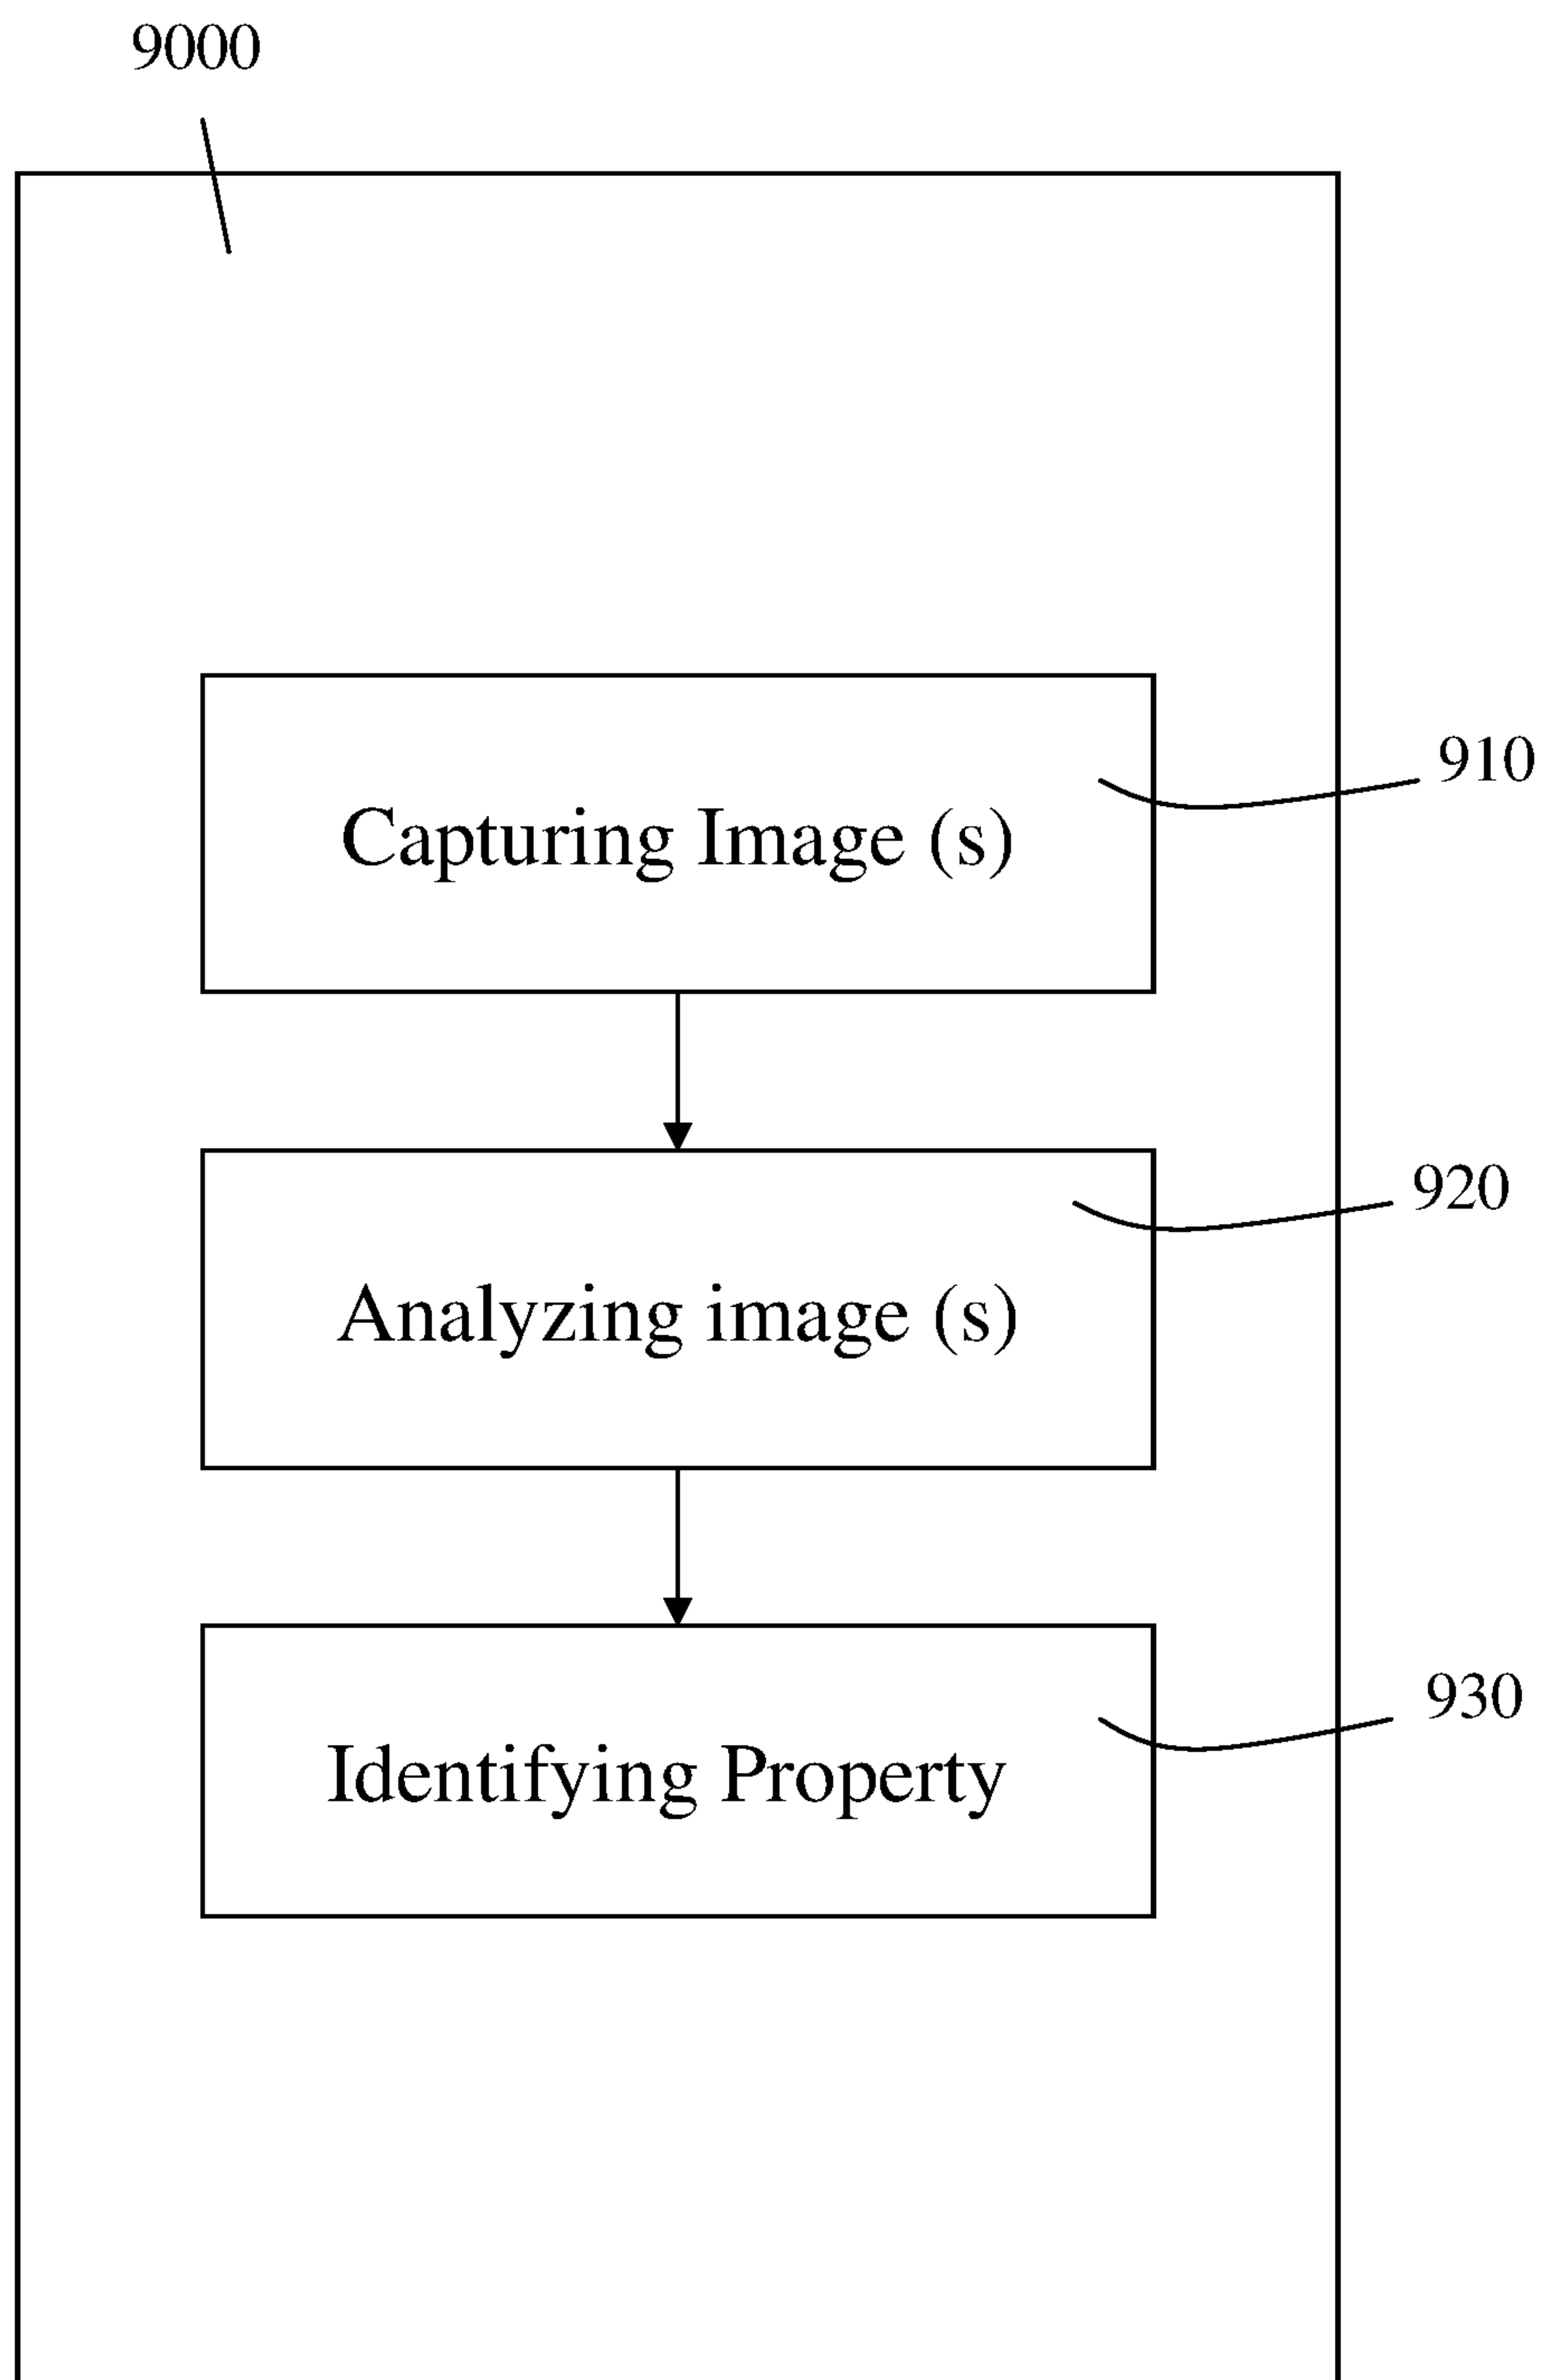 9000
Capturing Image (s)
910
Analyzing image (s)
920
Identifying Property
930